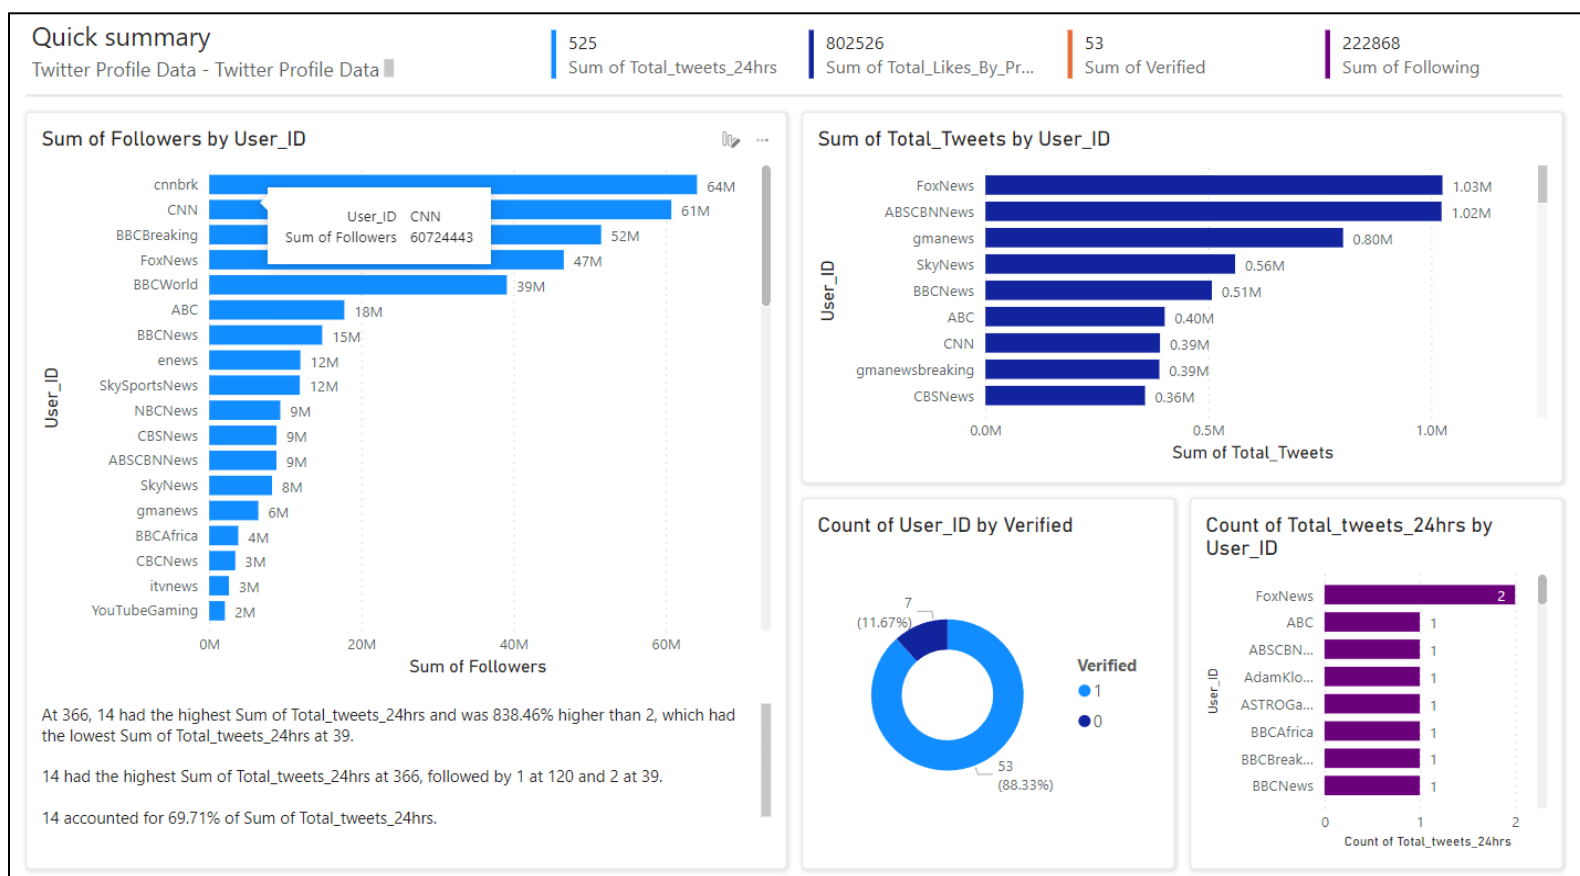 Quick summary
Twitter Profile Data - Twitter Profile Data
525
Sum of Total_tweets_24hrs
802526
Sum of Total_Likes_By_Pr...
53
Sum of Verified
222868
Sum of Following
Sum of Followers by User_ID
User_ID
cnnbrk 64M
CNN 61M
BBCBreaking 52M
FoxNews 47M
BBCWorld 39M
ABC 18M
BBCNews 15M
enews 12M
SkySportsNews 12M
NBCNews 9M
CBSNews 9M
ABSCBNNews 9M
SkyNews 8M
gmanews 6M
BBCAfrica 4M
CBCNews 3M
itvnews 3M
YouTubeGaming 2M
0M 20M 40M 60M
Sum of Followers
User_ID CNN
Sum of Followers 60724443
At 366, 14 had the highest Sum of Total_tweets_24hrs and was 838.46% higher than 2, which had
the lowest Sum of Total_tweets_24hrs at 39.
14 had the highest Sum of Total_tweets_24hrs at 366, followed by 1 at 120 and 2 at 39.
14 accounted for 69.71% of Sum of Total_tweets_24hrs.
Sum of Total_Tweets by User_ID
User_ID
FoxNews 1.03M
ABSCBNNews 1.02M
gmanews 0.80M
SkyNews 0.56M
BBCNews 0.51M
ABC 0.40M
CNN 0.39M
gmanewsbreaking 0.39M
CBSNews 0.36M
0.0M 0.5M 1.0M
Sum of Total_Tweets
Count of User_ID by Verified
7
(11.67%)
53
(88.33%)
Verified
1
0
Count of Total_tweets_24hrs by
User_ID
User_ID
FoxNews 2
ABC 1
ABSCBN... 1
AdamKlo... 1
ASTROGa... 1
BBCAfrica 1
BBCBreak... 1
BBCNews 1
0 1 2
Count of Total_tweets_24hrs